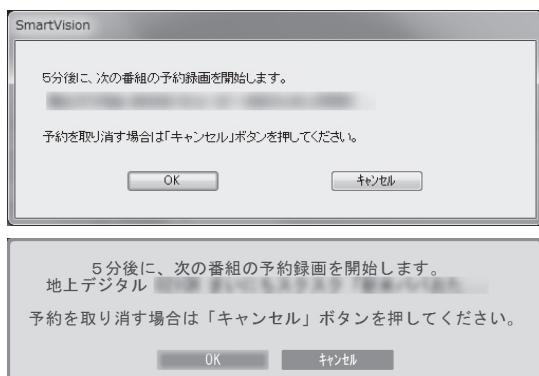 SmartVision
5分後に、次の番組の予約録画を開始します。
予約を取り消す場合は「キャンセル」ボタンを押してください。
OK
キャンセル
5分後に、次の番組の予約録画を開始します。
地上デジタル
予約を取り消す場合は「キャンセル」ボタンを押してください。
OK
キャンセル